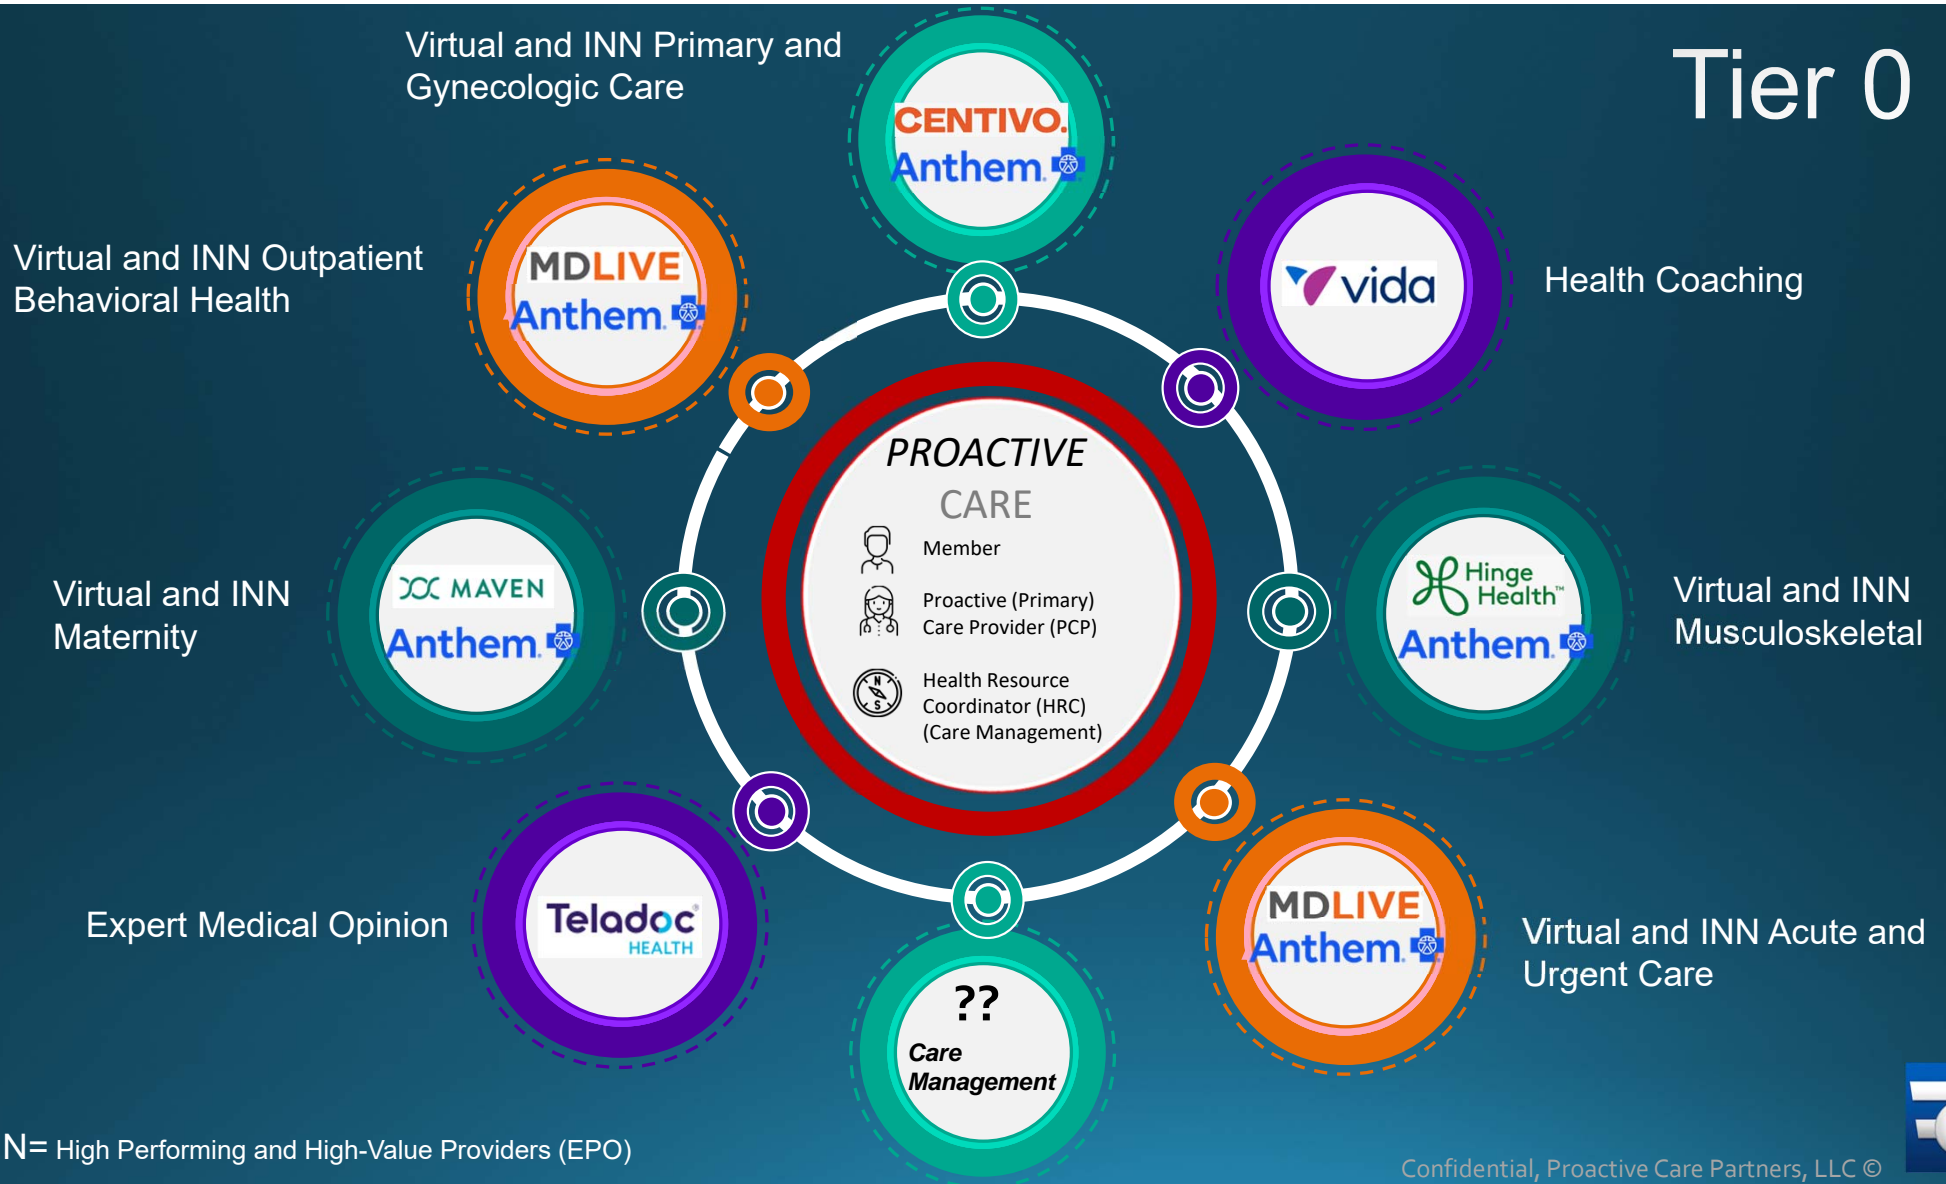 Tier 0
Virtual and INN Primary and
Gynecologic Care
CENTIVO.
Anthem
Virtual and INN Outpatient
Behavioral Health
MDLIVE
Anthem
vida
Health Coaching
PROACTIVE
CARE
Member
Proactive (Primary)
Care Provider (PCP)
N
S
Health Resource
Coordinator (HRC)
(Care Management)
Virtual and INN
Maternity
MAVEN
Anthem
Hinge
Health™
Anthem
Virtual and INN
Musculoskeletal
Expert Medical Opinion
Teladoc®
HEALTH
??
Care
Management
MDLIVE
Anthem
Virtual and INN Acute and
Urgent Care
N= High Performing and High-Value Providers (EPO)
Confidential, Proactive Care Partners, LLC ©